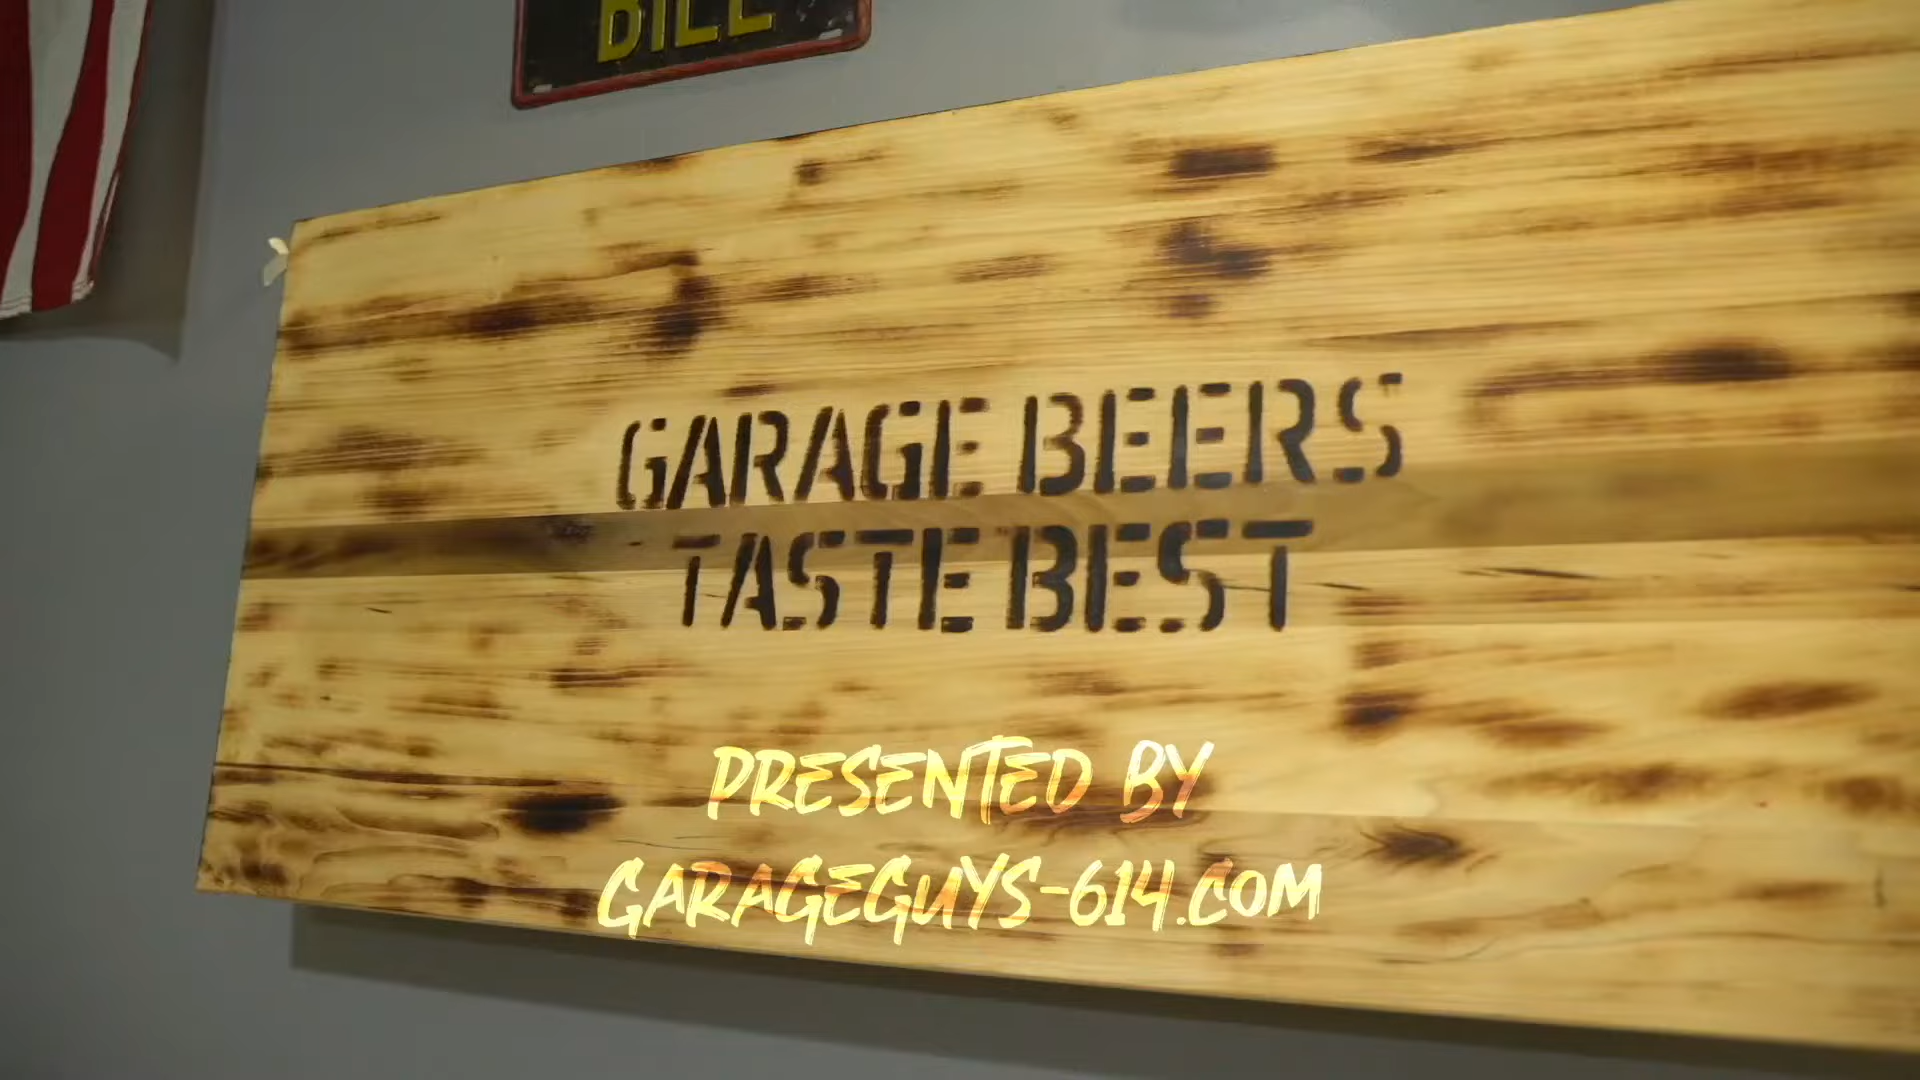 BILL
GARAGE BEERS
TASTE BEST
PRESENTED BY
GARAGEGUYS-614.COM